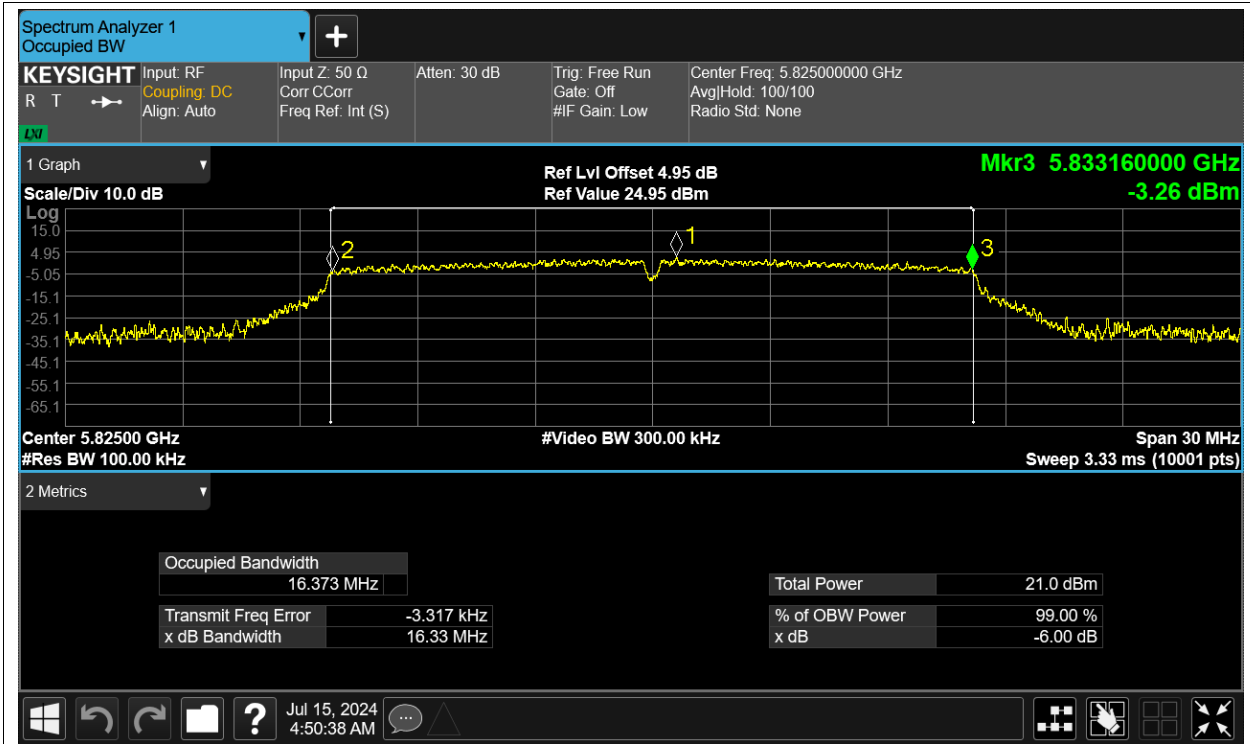 Spectrum Analyzer 1
Occupied BW
KEYSIGHT
R T
LXI
Input: RF
Coupling: DC
Align: Auto
Input Z: 50 Ω
Corr CCorr
Freq Ref: Int (S)
Atten: 30 dB
Trig: Free Run
Gate: Off
#IF Gain: Low
Center Freq: 5.825000000 GHz
Avg|Hold: 100/100
Radio Std: None
1 Graph
Scale/Div 10.0 dB
Ref Lvl Offset 4.95 dB
Ref Value 24.95 dBm
Mkr3 5.833160000 GHz
-3.26 dBm
Log
15.0
4.95
-5.05
-15.1
-25.1
-35.1
-45.1
-55.1
-65.1
2
1
3
Center 5.82500 GHz
#Res BW 100.00 kHz
#Video BW 300.00 kHz
Span 30 MHz
Sweep 3.33 ms (10001 pts)
2 Metrics
Occupied Bandwidth
16.373 MHz
Transmit Freq Error -3.317 kHz
x dB Bandwidth 16.33 MHz
Total Power 21.0 dBm
% of OBW Power 99.00 %
x dB -6.00 dB
?
Jul 15, 2024
4:50:38 AM